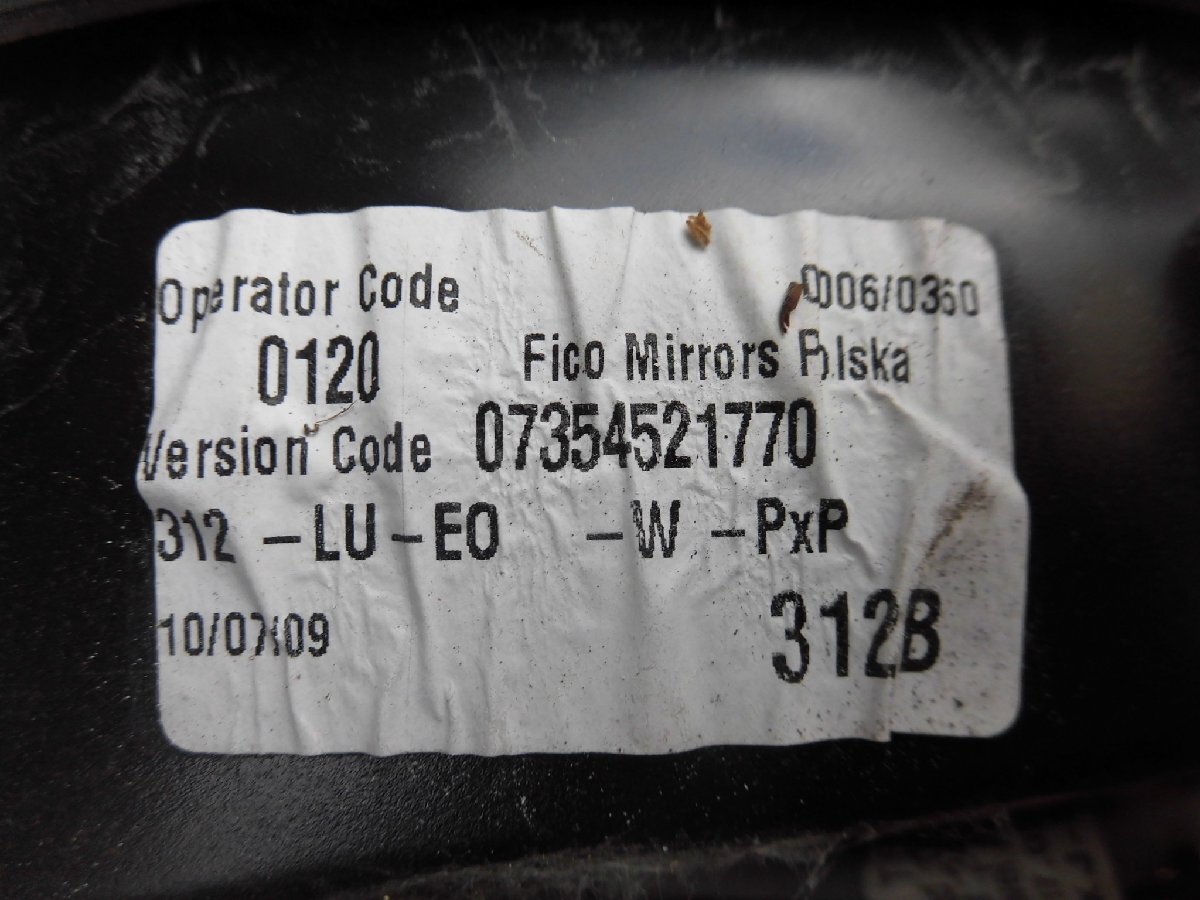 Operator Code 0006/0360
0120 Fico Mirrors Polska
Version Code 07354521770
312 -LU-EO -W -PxP
10/07/09 312B